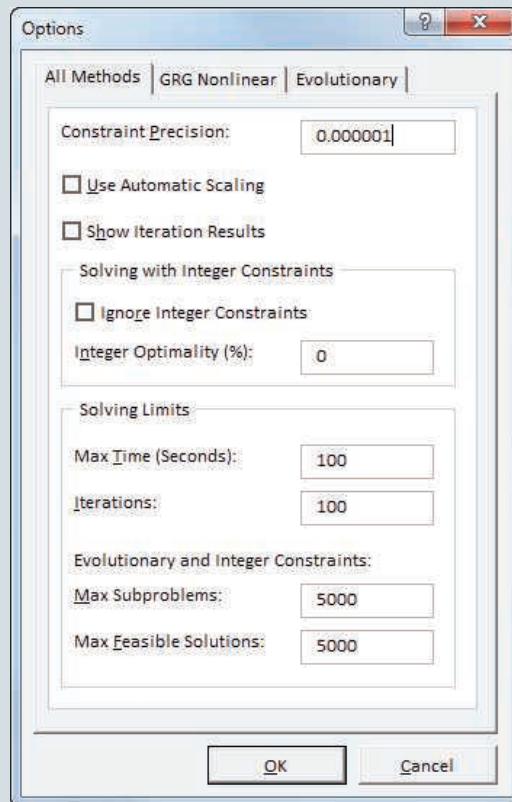 Options
?
All Methods GRG Nonlinear Evolutionary
Constraint Precision: 0.000001
Use Automatic Scaling
Show Iteration Results
Solving with Integer Constraints
Ignore Integer Constraints
Integer Optimality (%): 0
Solving Limits
Max Time (Seconds): 100
Iterations: 100
Evolutionary and Integer Constraints:
Max Subproblems: 5000
Max Feasible Solutions: 5000
OK Cancel